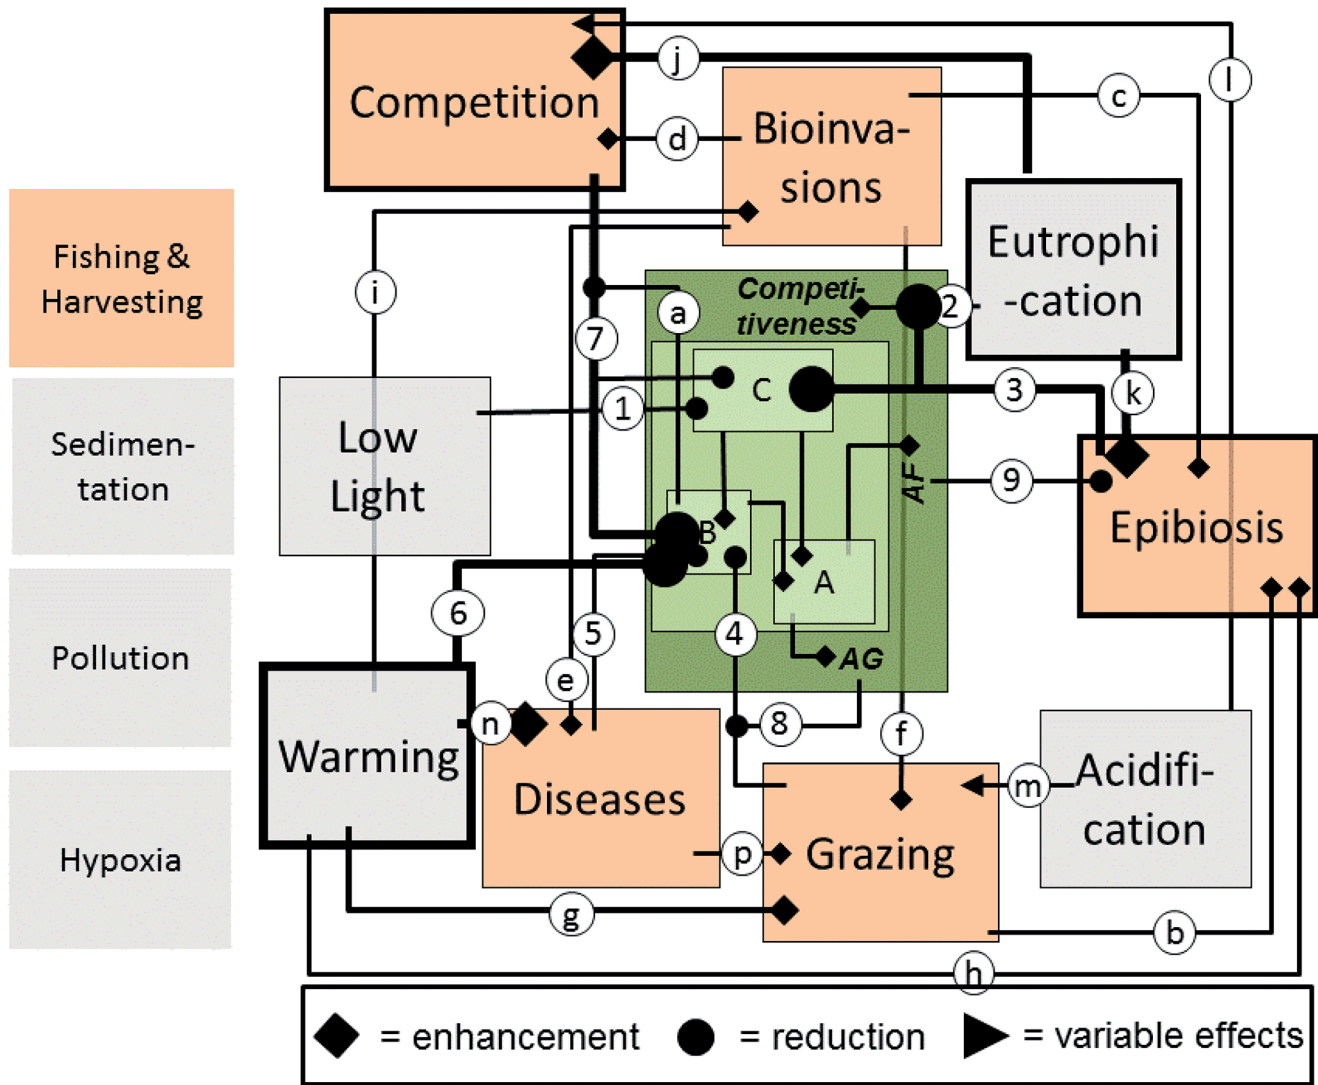 Competition
j
l
c
d
Bioinva-
sions
Fishing &
Harvesting
Eutrophi
-cation
i
a
Competi-
tiveness
2
7
C
3
k
1
Sedimen-
tation
Low
Light
AF
9
B
Epibiosis
A
6
5
4
Pollution
AG
e
n
8
f
Warming
Diseases
m
Acidifi-
cation
Hypoxia
p
Grazing
g
b
h
= enhancement
= reduction
= variable effects